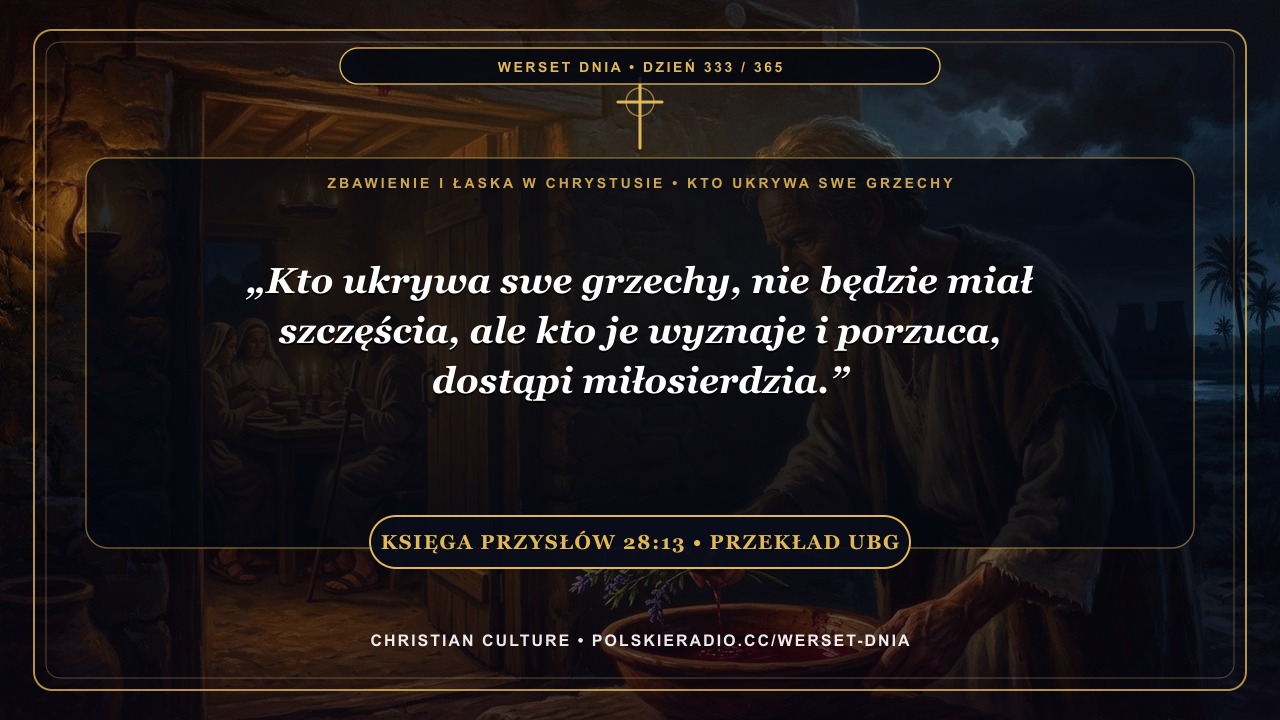 WERSET DNIA • DZIEŃ 333 / 365
ZBAWIENIE I ŁASKA W CHRYSTUSIE • KTO UKRYWA SWE GRZECHY
„Kto ukrywa swe grzechy, nie będzie miał
szczęścia, ale kto je wyznaje i porzuca,
dostąpi miłosierdzia.”
KSIĘGA PRZYSŁÓW 28:13 • PRZEKŁAD UBG
CHRISTIAN CULTURE • POLSKIERADIO.CC/WERSET-DNIA